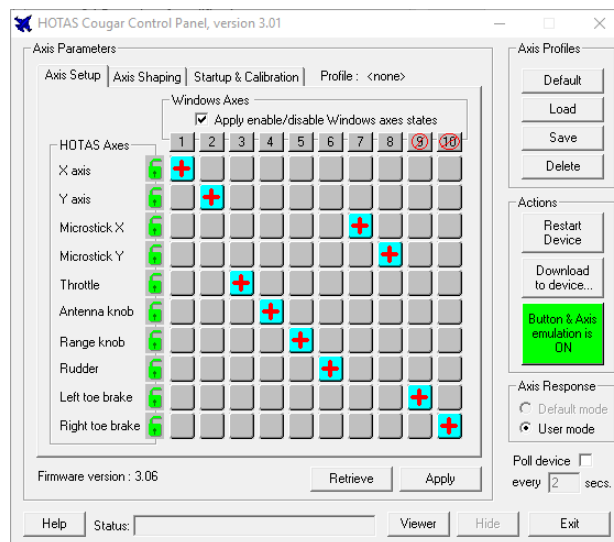 HOTAS Cougar Control Panel, version 3.01
Axis Parameters
Axis Setup Axis Shaping Startup & Calibration Profile : <none>
Windows Axes
Apply enable/disable Windows axes states
HOTAS Axes 1 2 3 4 5 6 7 8 9 10
X axis
Y axis
Microstick X
Microstick Y
Throttle
Antenna knob
Range knob
Rudder
Left toe brake
Right toe brake
Firmware version : 3.06 Retrieve Apply
Axis Profiles
Default
Load
Save
Delete
Actions
Restart
Device
Download
to device...
Button & Axis
emulation is
ON
Axis Response
Default mode
User mode
Poll device
every 2 secs.
Help Status: Viewer Hide Exit